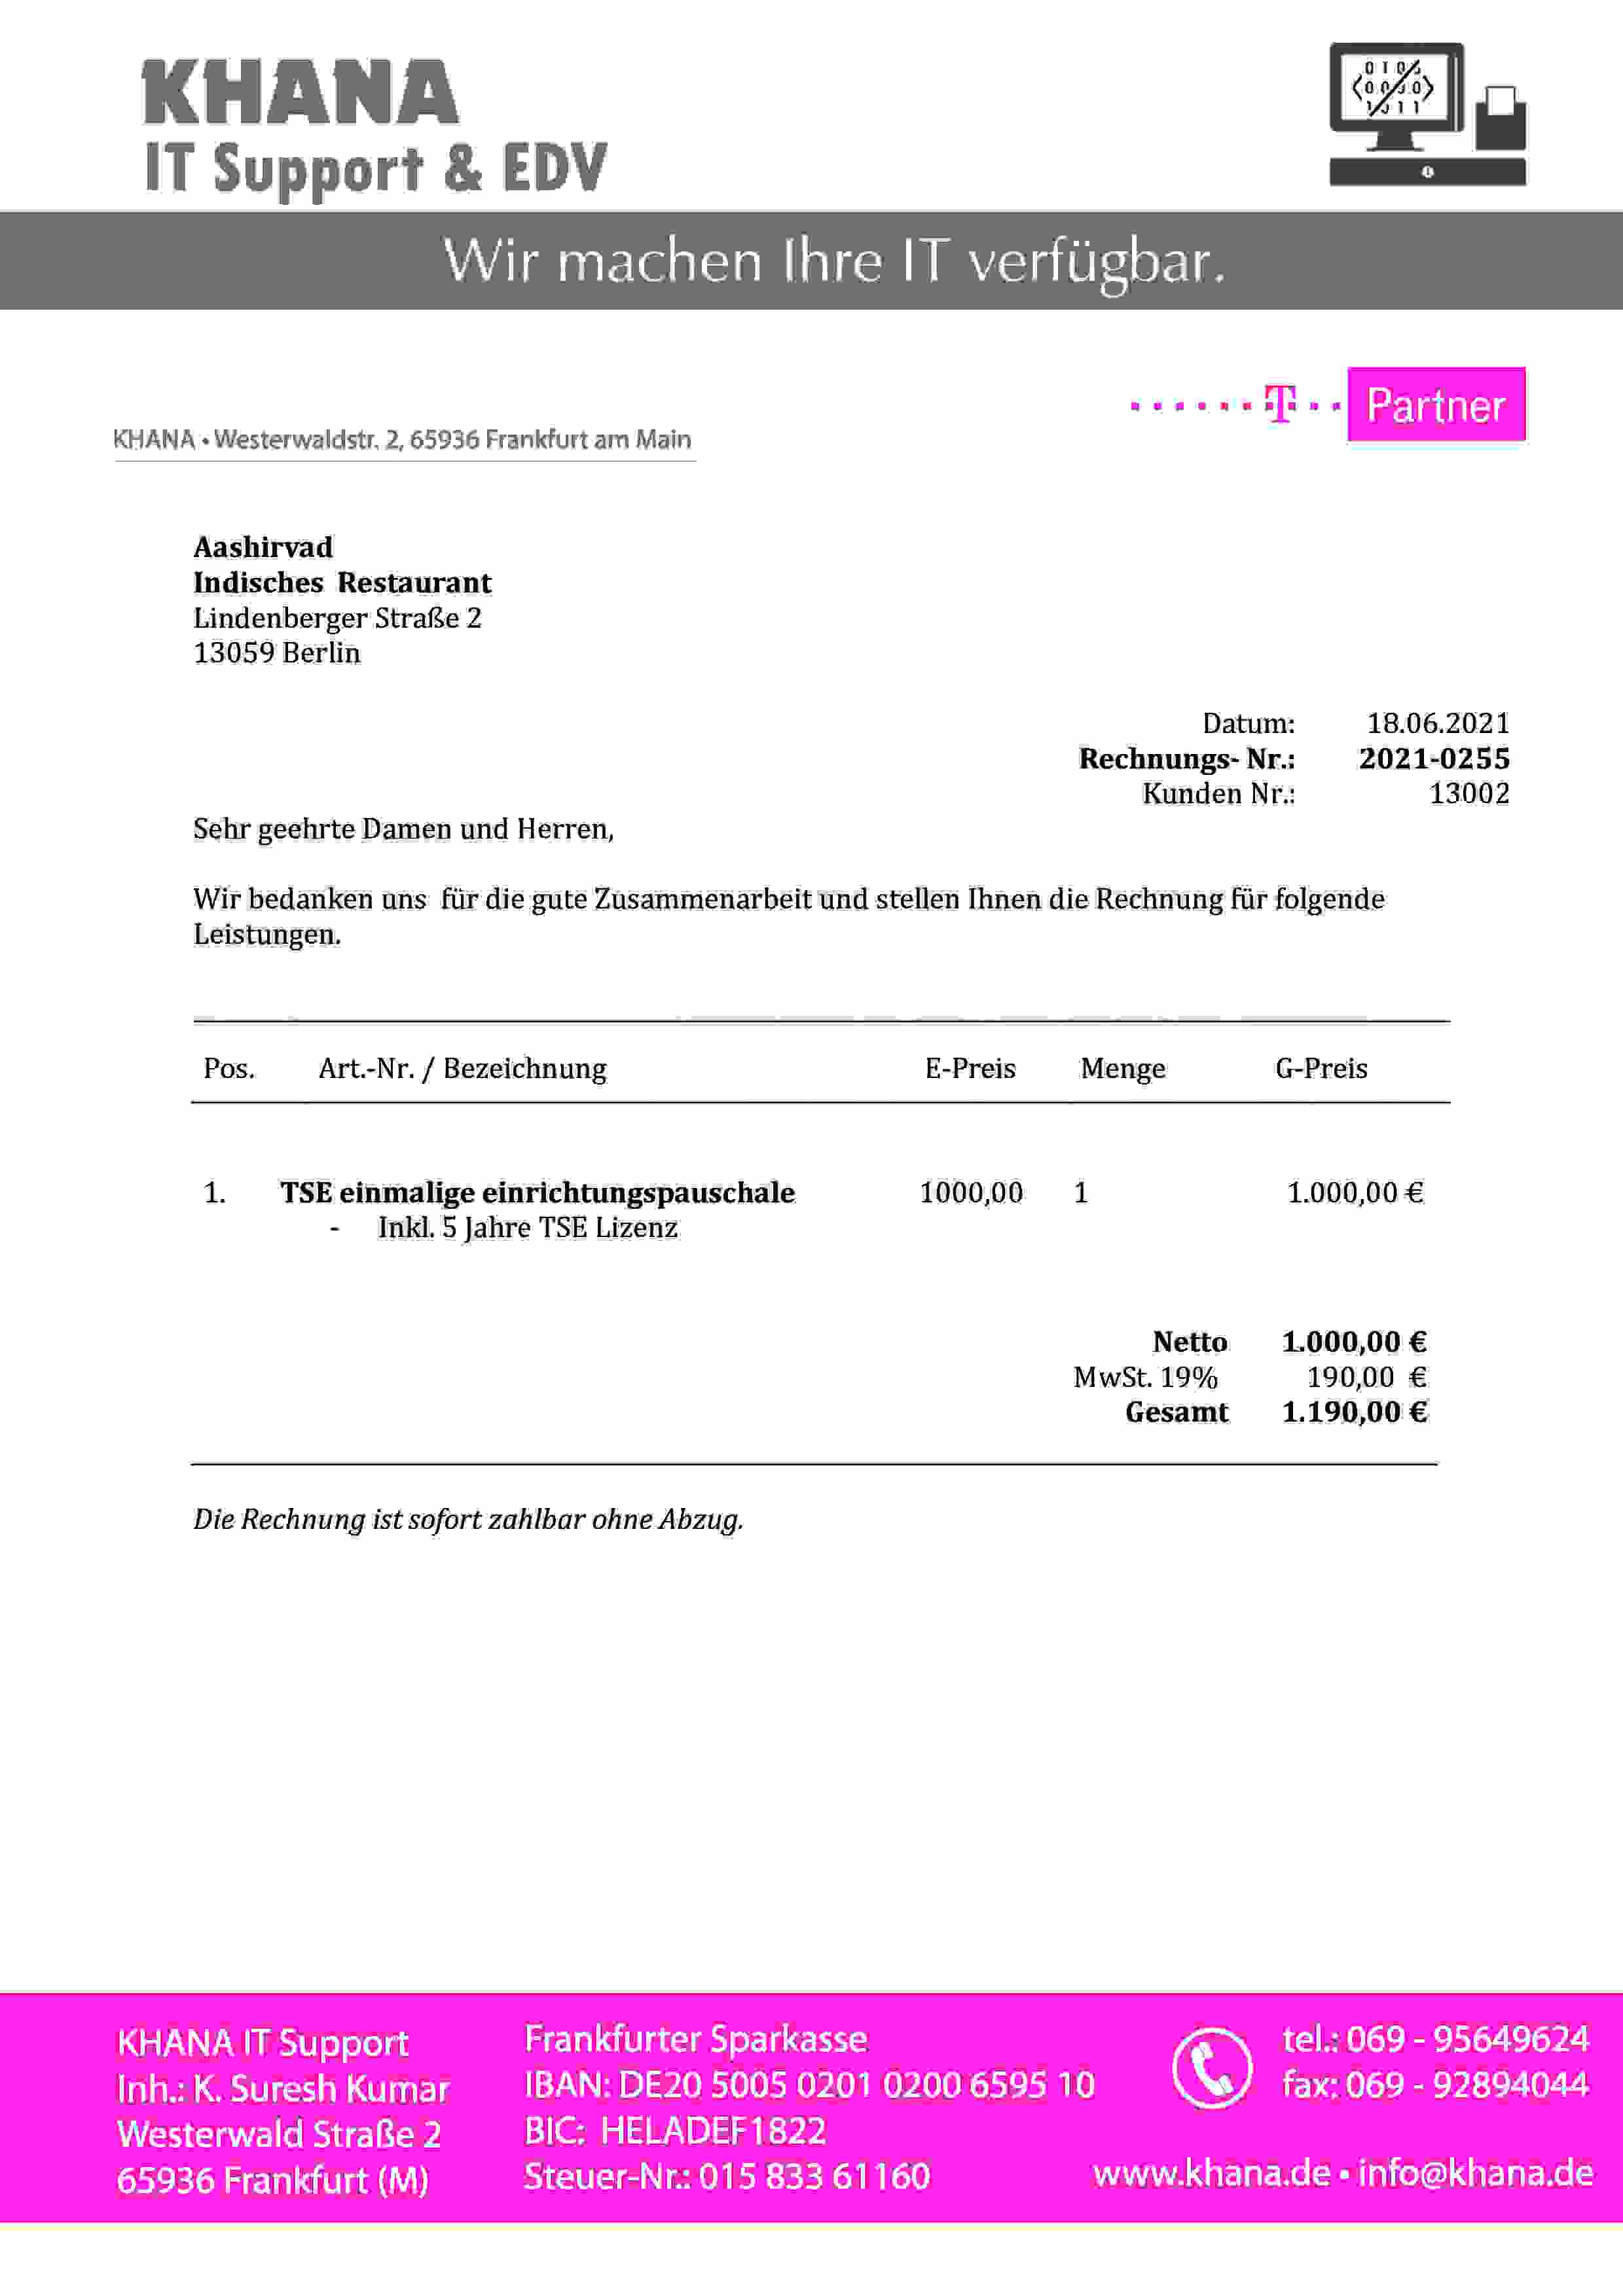 KHANA
IT Support & EDV
Wir machen Ihre IT verfügbar.
T Partner
KHANA • Westerwaldstr. 2, 65936 Frankfurt am Main
Aashirvad
Indisches Restaurant
Lindenberger Straße 2
13059 Berlin
Datum: 18.06.2021
Rechnungs- Nr.: 2021-0255
Kunden Nr.: 13002
Sehr geehrte Damen und Herren,
Wir bedanken uns für die gute Zusammenarbeit und stellen Ihnen die Rechnung für folgende
Leistungen.
Pos. Art.-Nr. / Bezeichnung E-Preis Menge G-Preis
1. TSE einmalige einrichtungspauschale 1000,00 1 1.000,00 €
- Inkl. 5 Jahre TSE Lizenz
Netto 1.000,00 €
MwSt. 19% 190,00 €
Gesamt 1.190,00 €
Die Rechnung ist sofort zahlbar ohne Abzug.
KHANA IT Support
Inh.: K. Suresh Kumar
Westerwald Straße 2
65936 Frankfurt (M)
Frankfurter Sparkasse
IBAN: DE20 5005 0201 0200 6595 10
BIC: HELADEF1822
Steuer-Nr.: 015 833 61160
tel.: 069 - 95649624
fax: 069 - 92894044
www.khana.de • info@khana.de